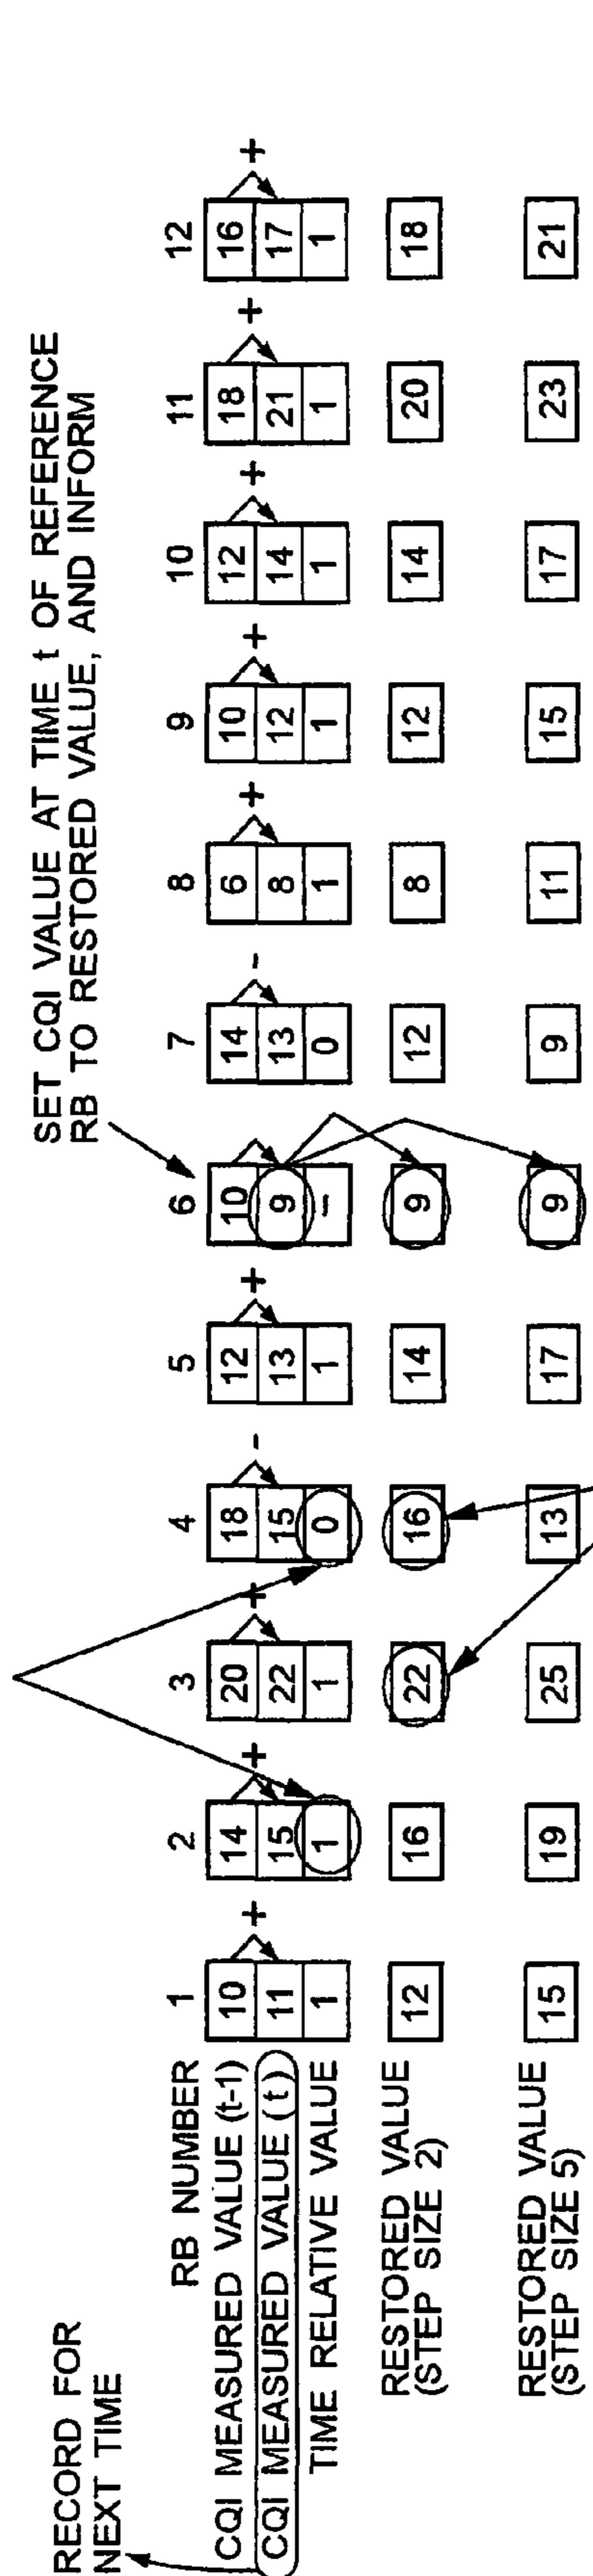 RECORD FOR
NEXT TIME
SET CQI VALUE AT TIME t OF REFERENCE
RB TO RESTORED VALUE, AND INFORM
RB NUMBER 1 2 3 4 5 6 7 8 9 10 11 12
CQI MEASURED VALUE (t-1) 10 14 20 18 12 10 14 6 10 12 18 16
+ + + - + - + + + + +
CQI MEASURED VALUE (t) 11 15 22 15 13 9 13 8 12 14 21 17
TIME RELATIVE VALUE 1 1 1 0 1 - 0 1 1 1 1 1
RESTORED VALUE
(STEP SIZE 2)
12 16 22 16 14 9 12 8 12 14 20 18
RESTORED VALUE
(STEP SIZE 5)
15 19 25 13 17 9 9 11 15 17 23 21